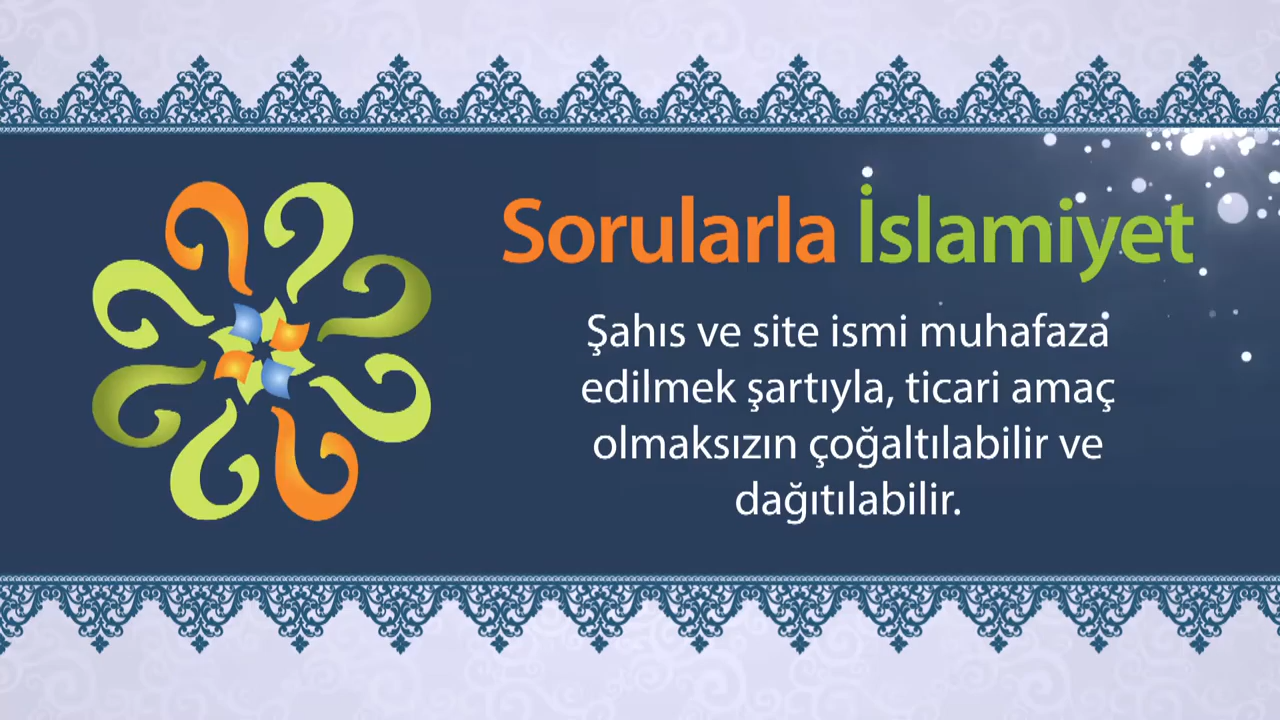 Sorularla İslamiyet
Şahıs ve site ismi muhafaza
edilmek şartıyla, ticari amaç
olmaksızın çoğaltılabilir ve
dağıtılabilir.